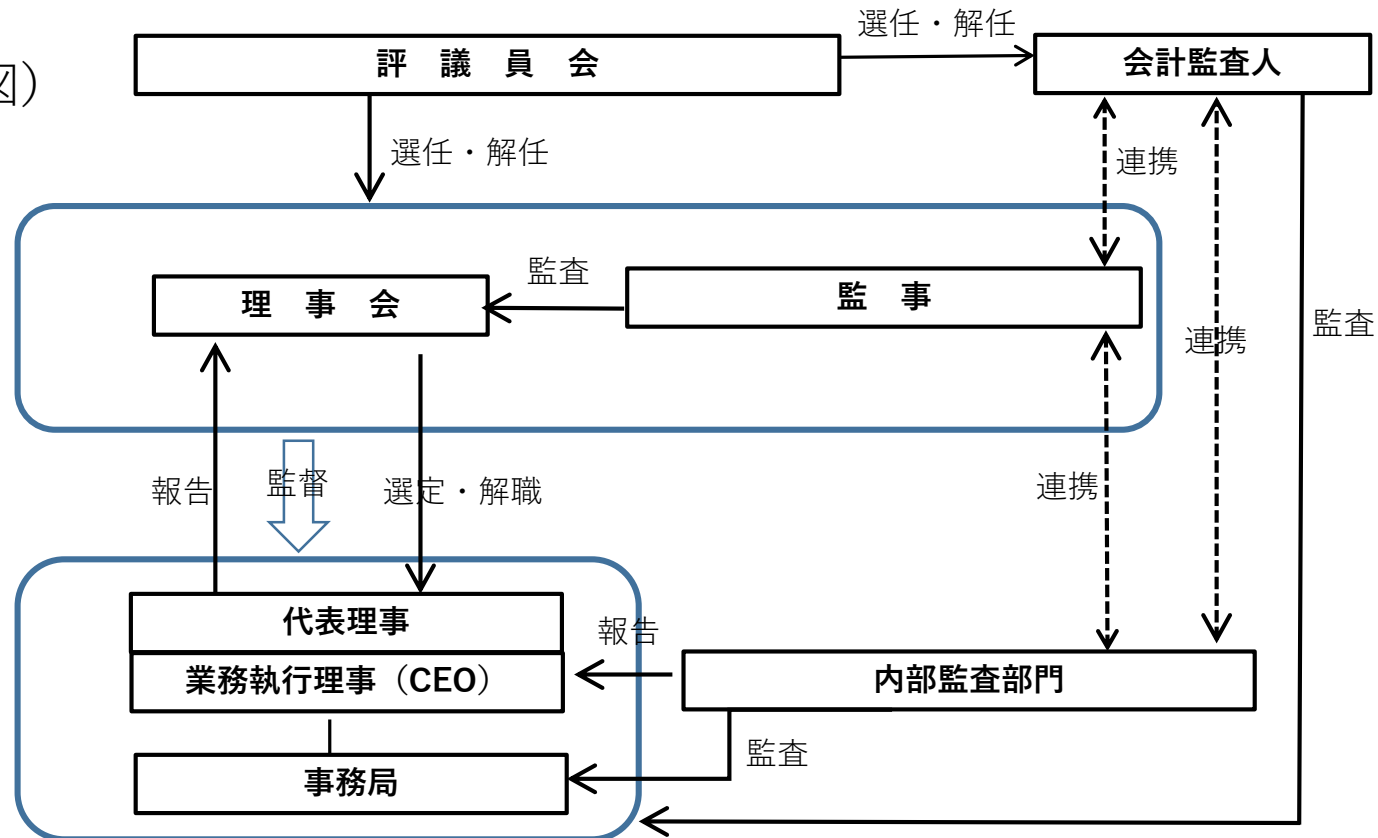 図)
選任・解任
評 議 員 会
会計監査人
選任・解任
連携
監査
理 事 会
監 事
連携
監査
報告
監督
選定・解職
連携
代表理事
報告
業務執行理事（CEO）
内部監査部門
監査
事務局